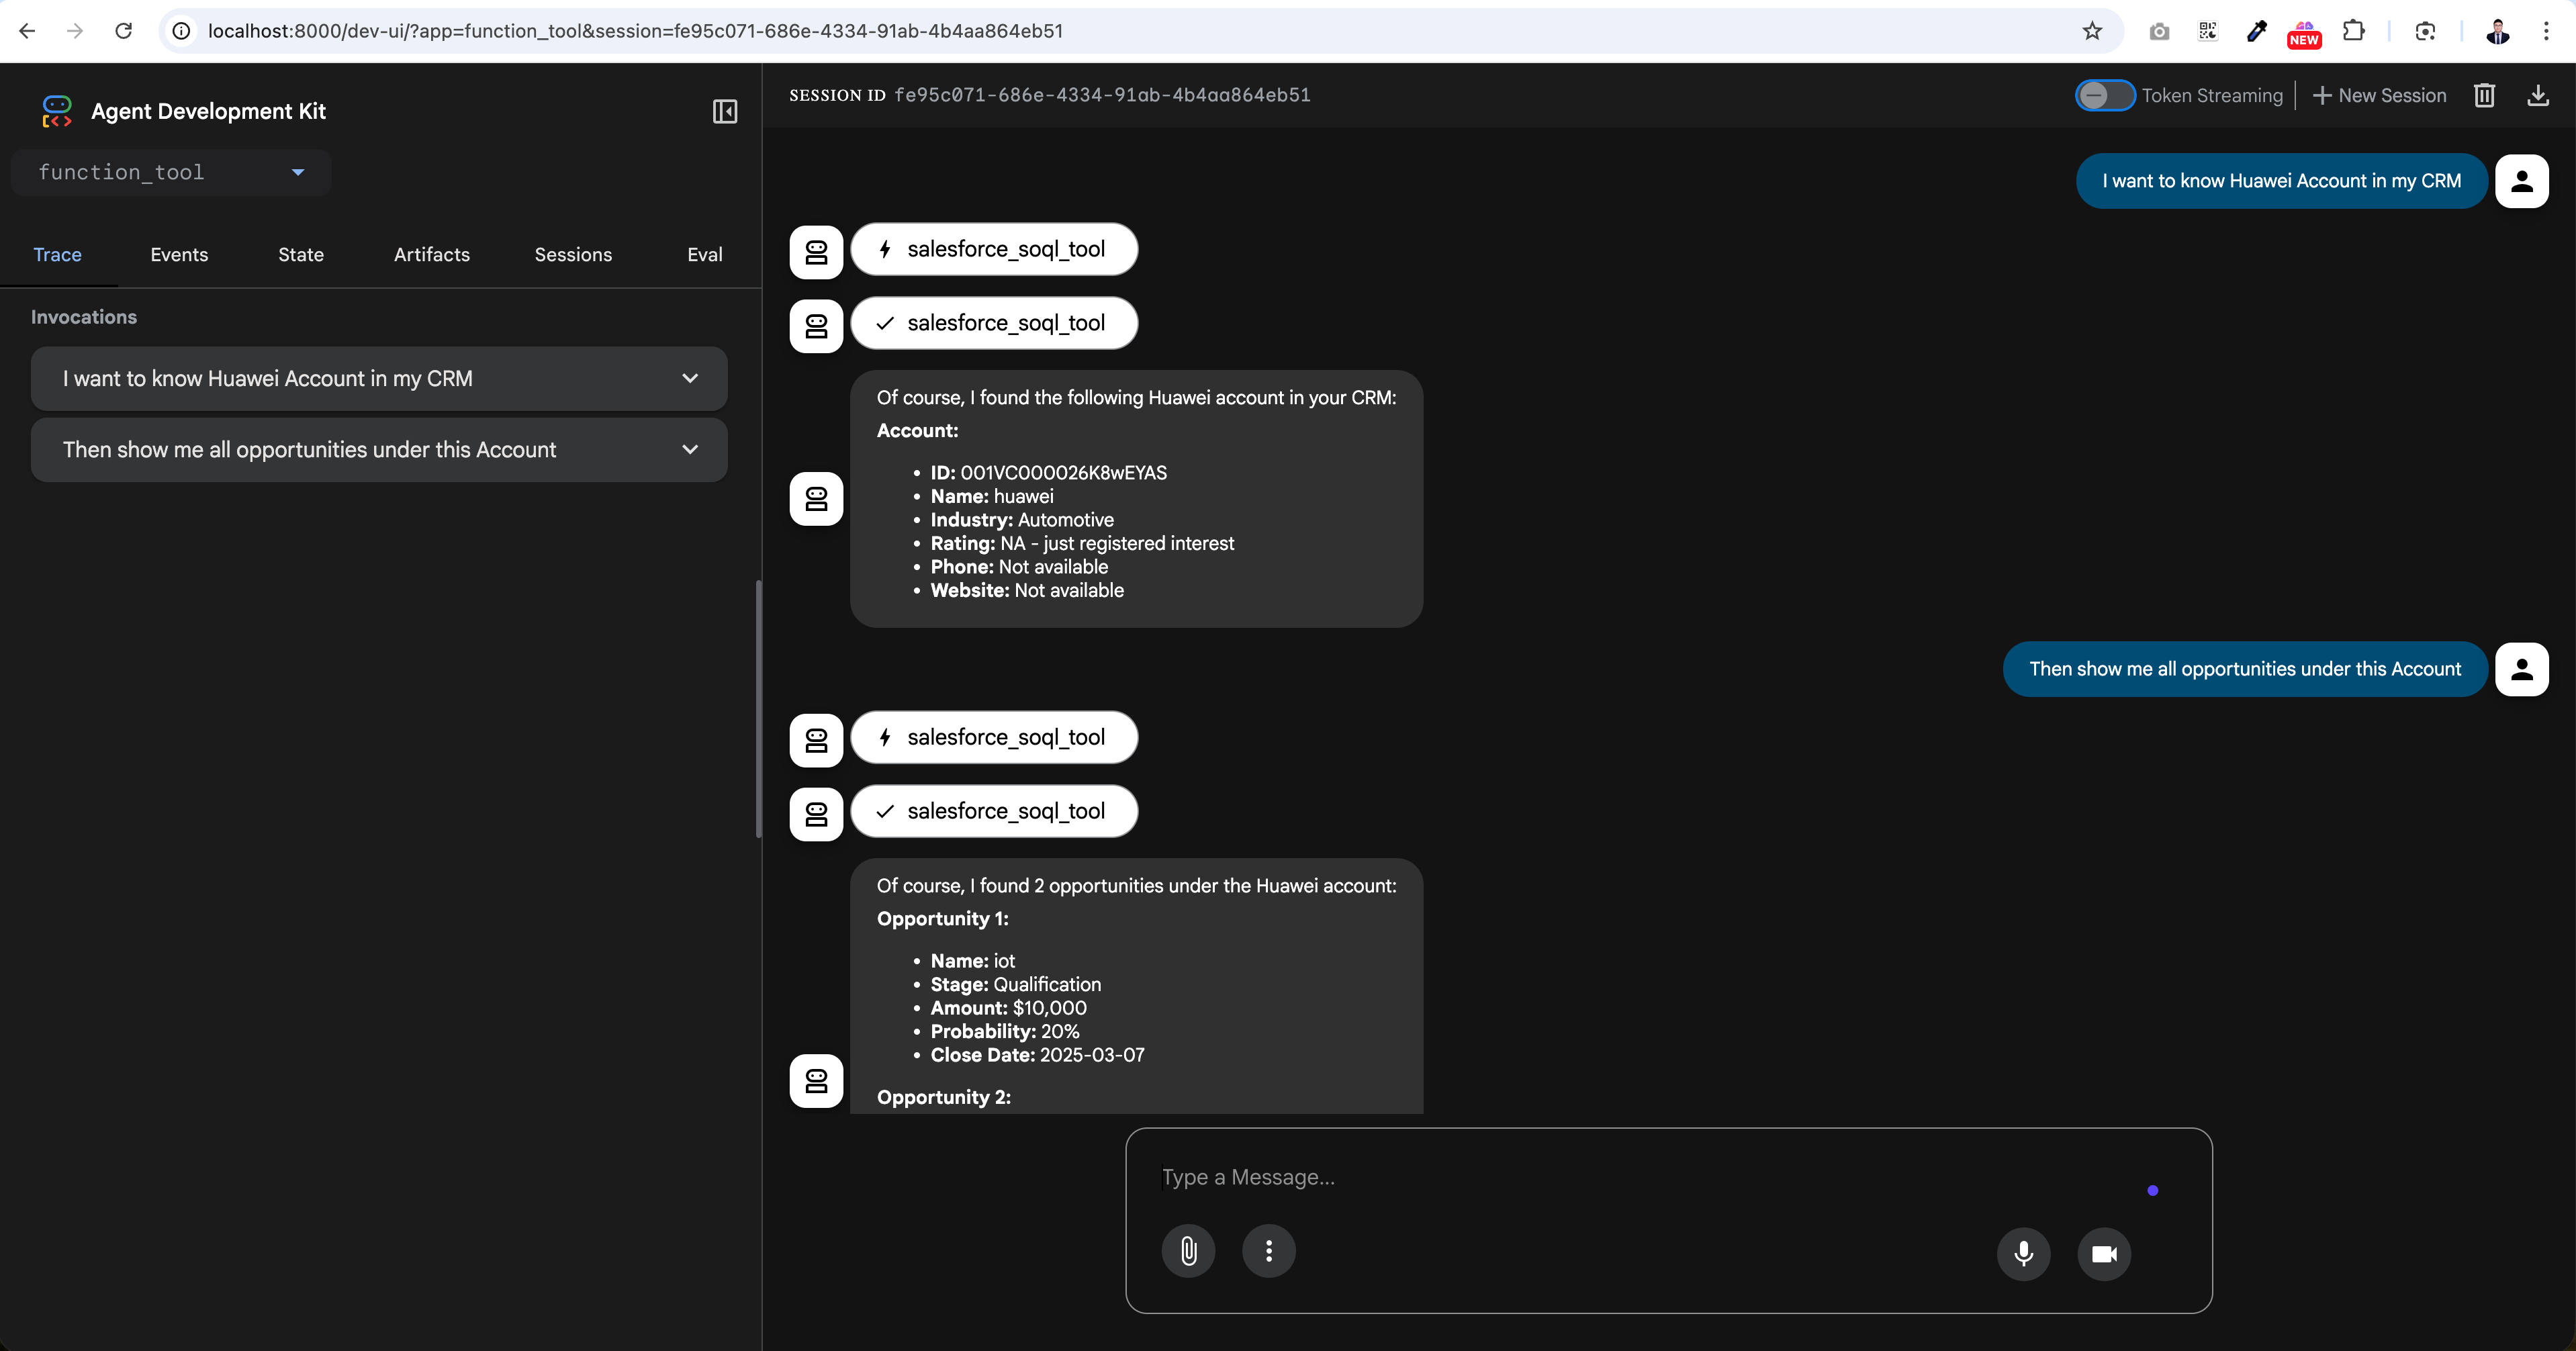 localhost:8000/dev-ui/?app=function_tool&session=fe95c071-686e-4334-91ab-4b4aa864eb51
NEW
Agent Development Kit
function_tool
Trace
Events
State
Artifacts
Sessions
Eval
Invocations
I want to know Huawei Account in my CRM
Then show me all opportunities under this Account
SESSION ID fe95c071-686e-4334-91ab-4b4aa864eb51
Token Streaming
New Session
I want to know Huawei Account in my CRM
salesforce_soql_tool
salesforce_soql_tool
Of course, I found the following Huawei account in your CRM:
Account:
• ID: 001VC000026K8wEYAS
• Name: huawei
• Industry: Automotive
• Rating: NA - just registered interest
• Phone: Not available
• Website: Not available
Then show me all opportunities under this Account
salesforce_soql_tool
salesforce_soql_tool
Of course, I found 2 opportunities under the Huawei account:
Opportunity 1:
• Name: iot
• Stage: Qualification
• Amount: $10,000
• Probability: 20%
• Close Date: 2025-03-07
Opportunity 2:
Type a Message...